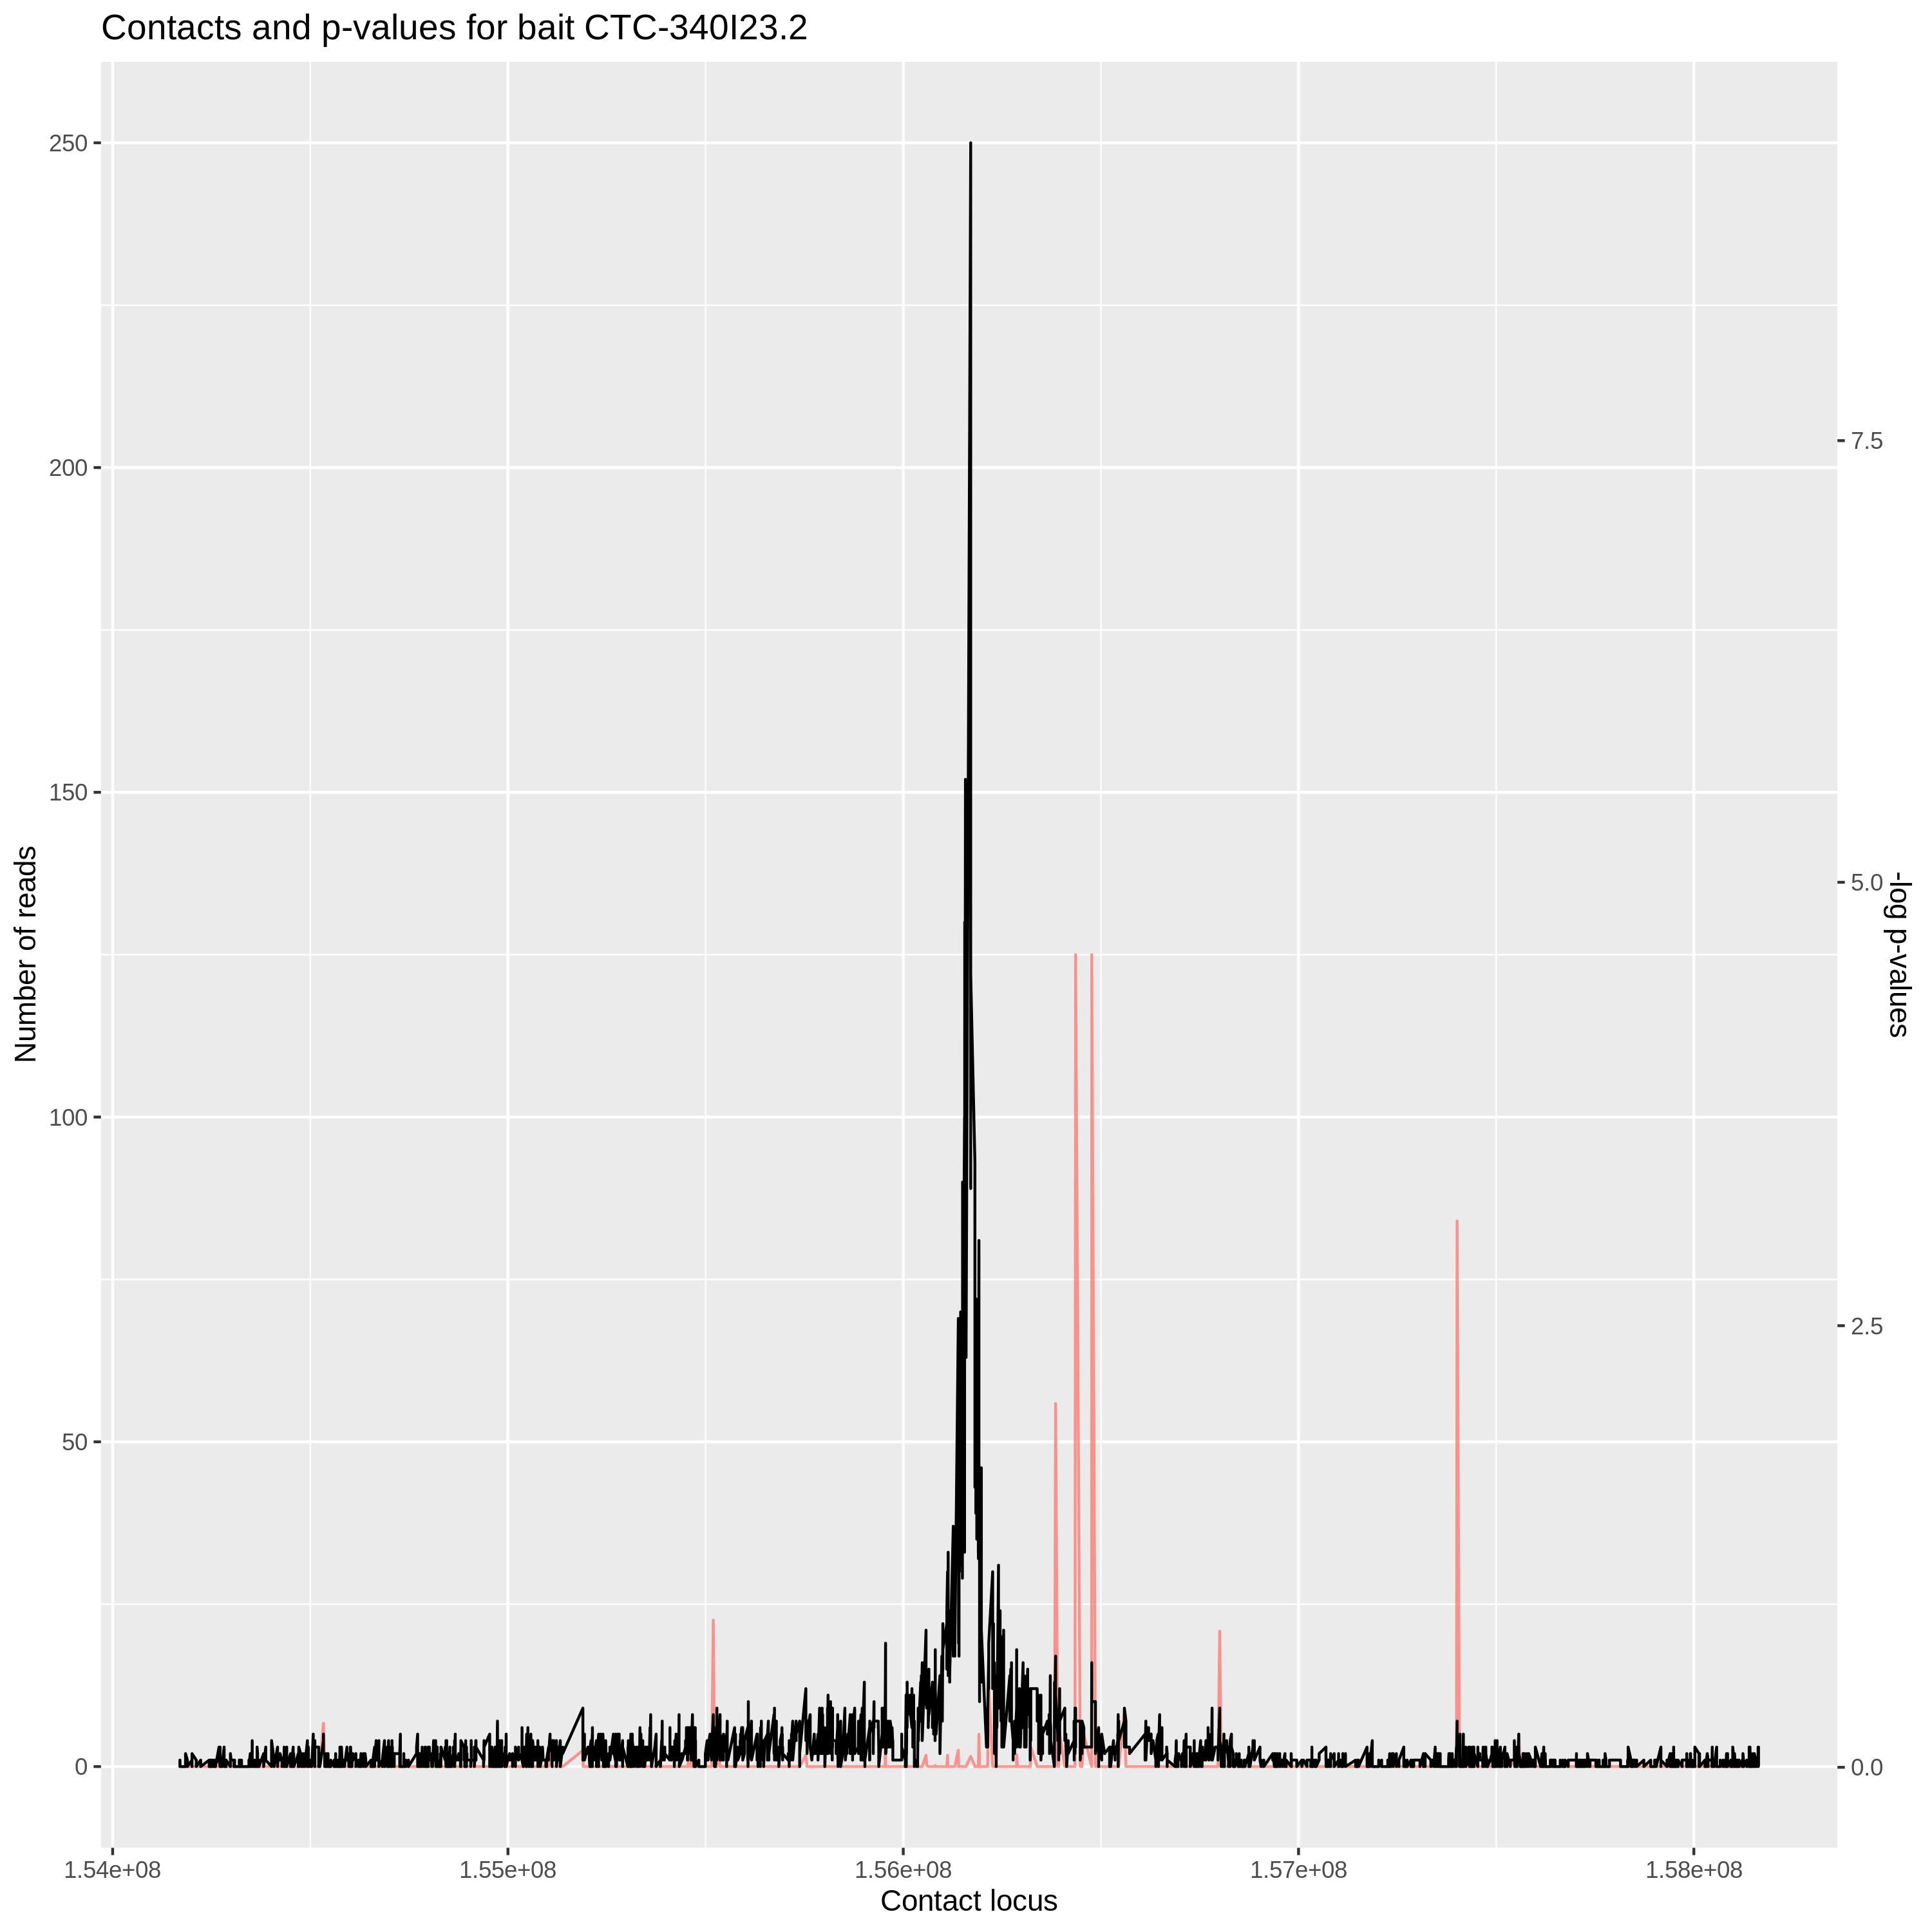 Contacts and p-values for bait CTC-340I23.2
250
200
150
100
50
0
Number of reads
7.5
5.0
2.5
0.0
-log p-values
1.54e+08
1.55e+08
1.56e+08
1.57e+08
1.58e+08
Contact locus